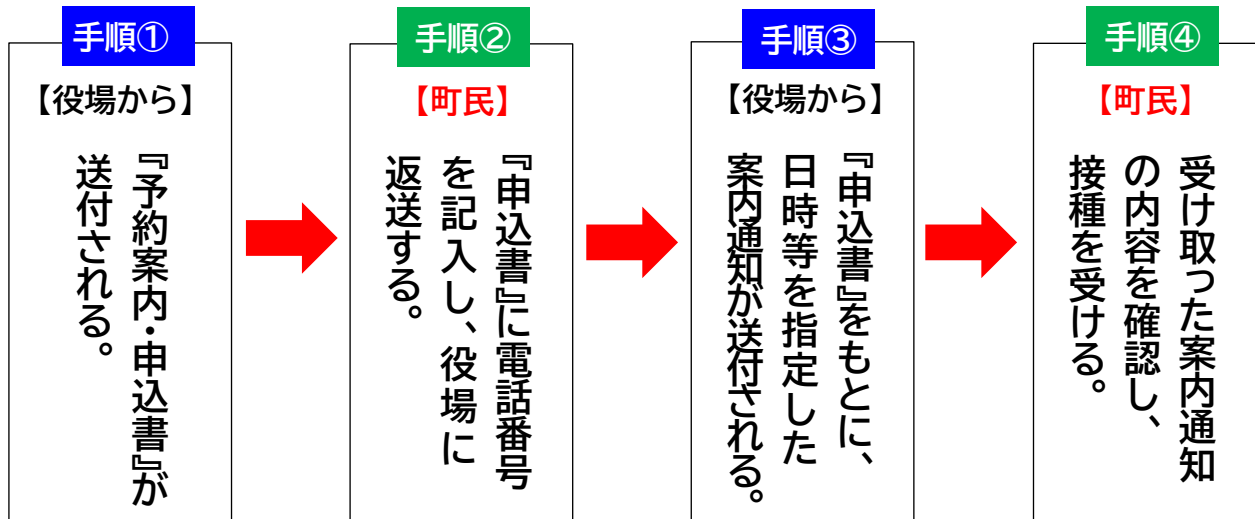 手順①
【役場から】
『予約案内・申込書』が
送付される。
手順②
【町民】
『申込書』に電話番号
を記入し、役場に
返送する。
手順③
【役場から】
『申込書』をもとに、
日時等を指定した
案内通知が送付される。
手順④
【町民】
受け取った案内通知
の内容を確認し、
接種を受ける。